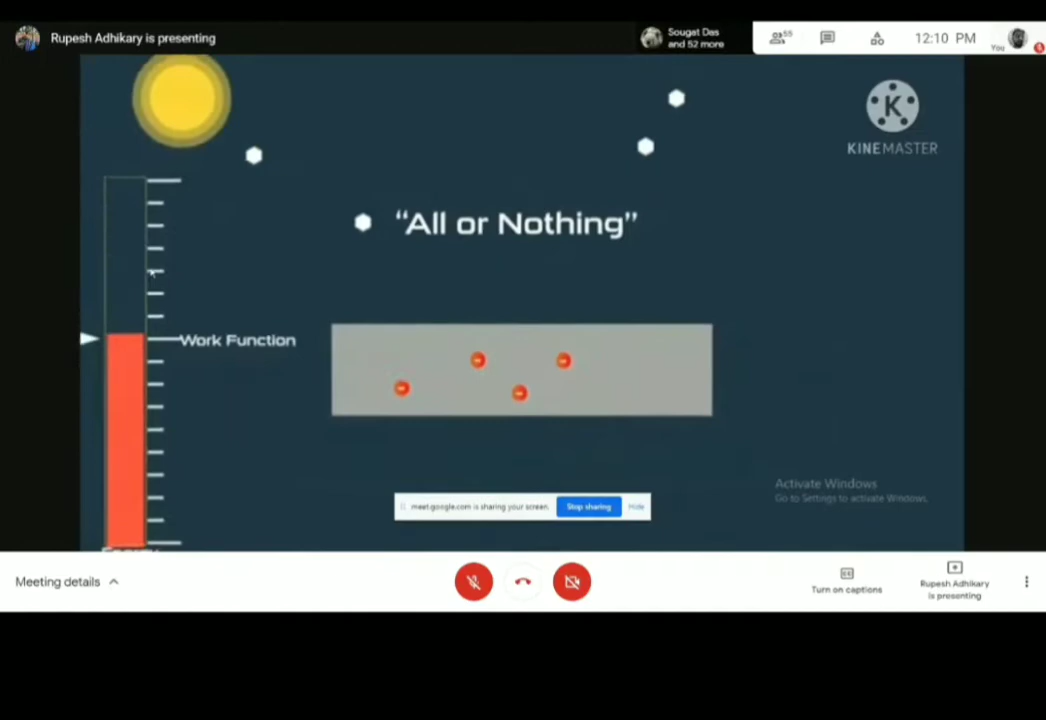 Rupesh Adhikary is presenting
Sougat Das
and 52 more
55
12:10 PM
You
K
KINEMASTER
“All or Nothing”
Work Function
Activate Windows
Go to Settings to activate Windows.
meet.google.com is sharing your screen.
Stop sharing
Hide
Energy
Meeting details
Turn on captions
Rupesh Adhikary
is presenting